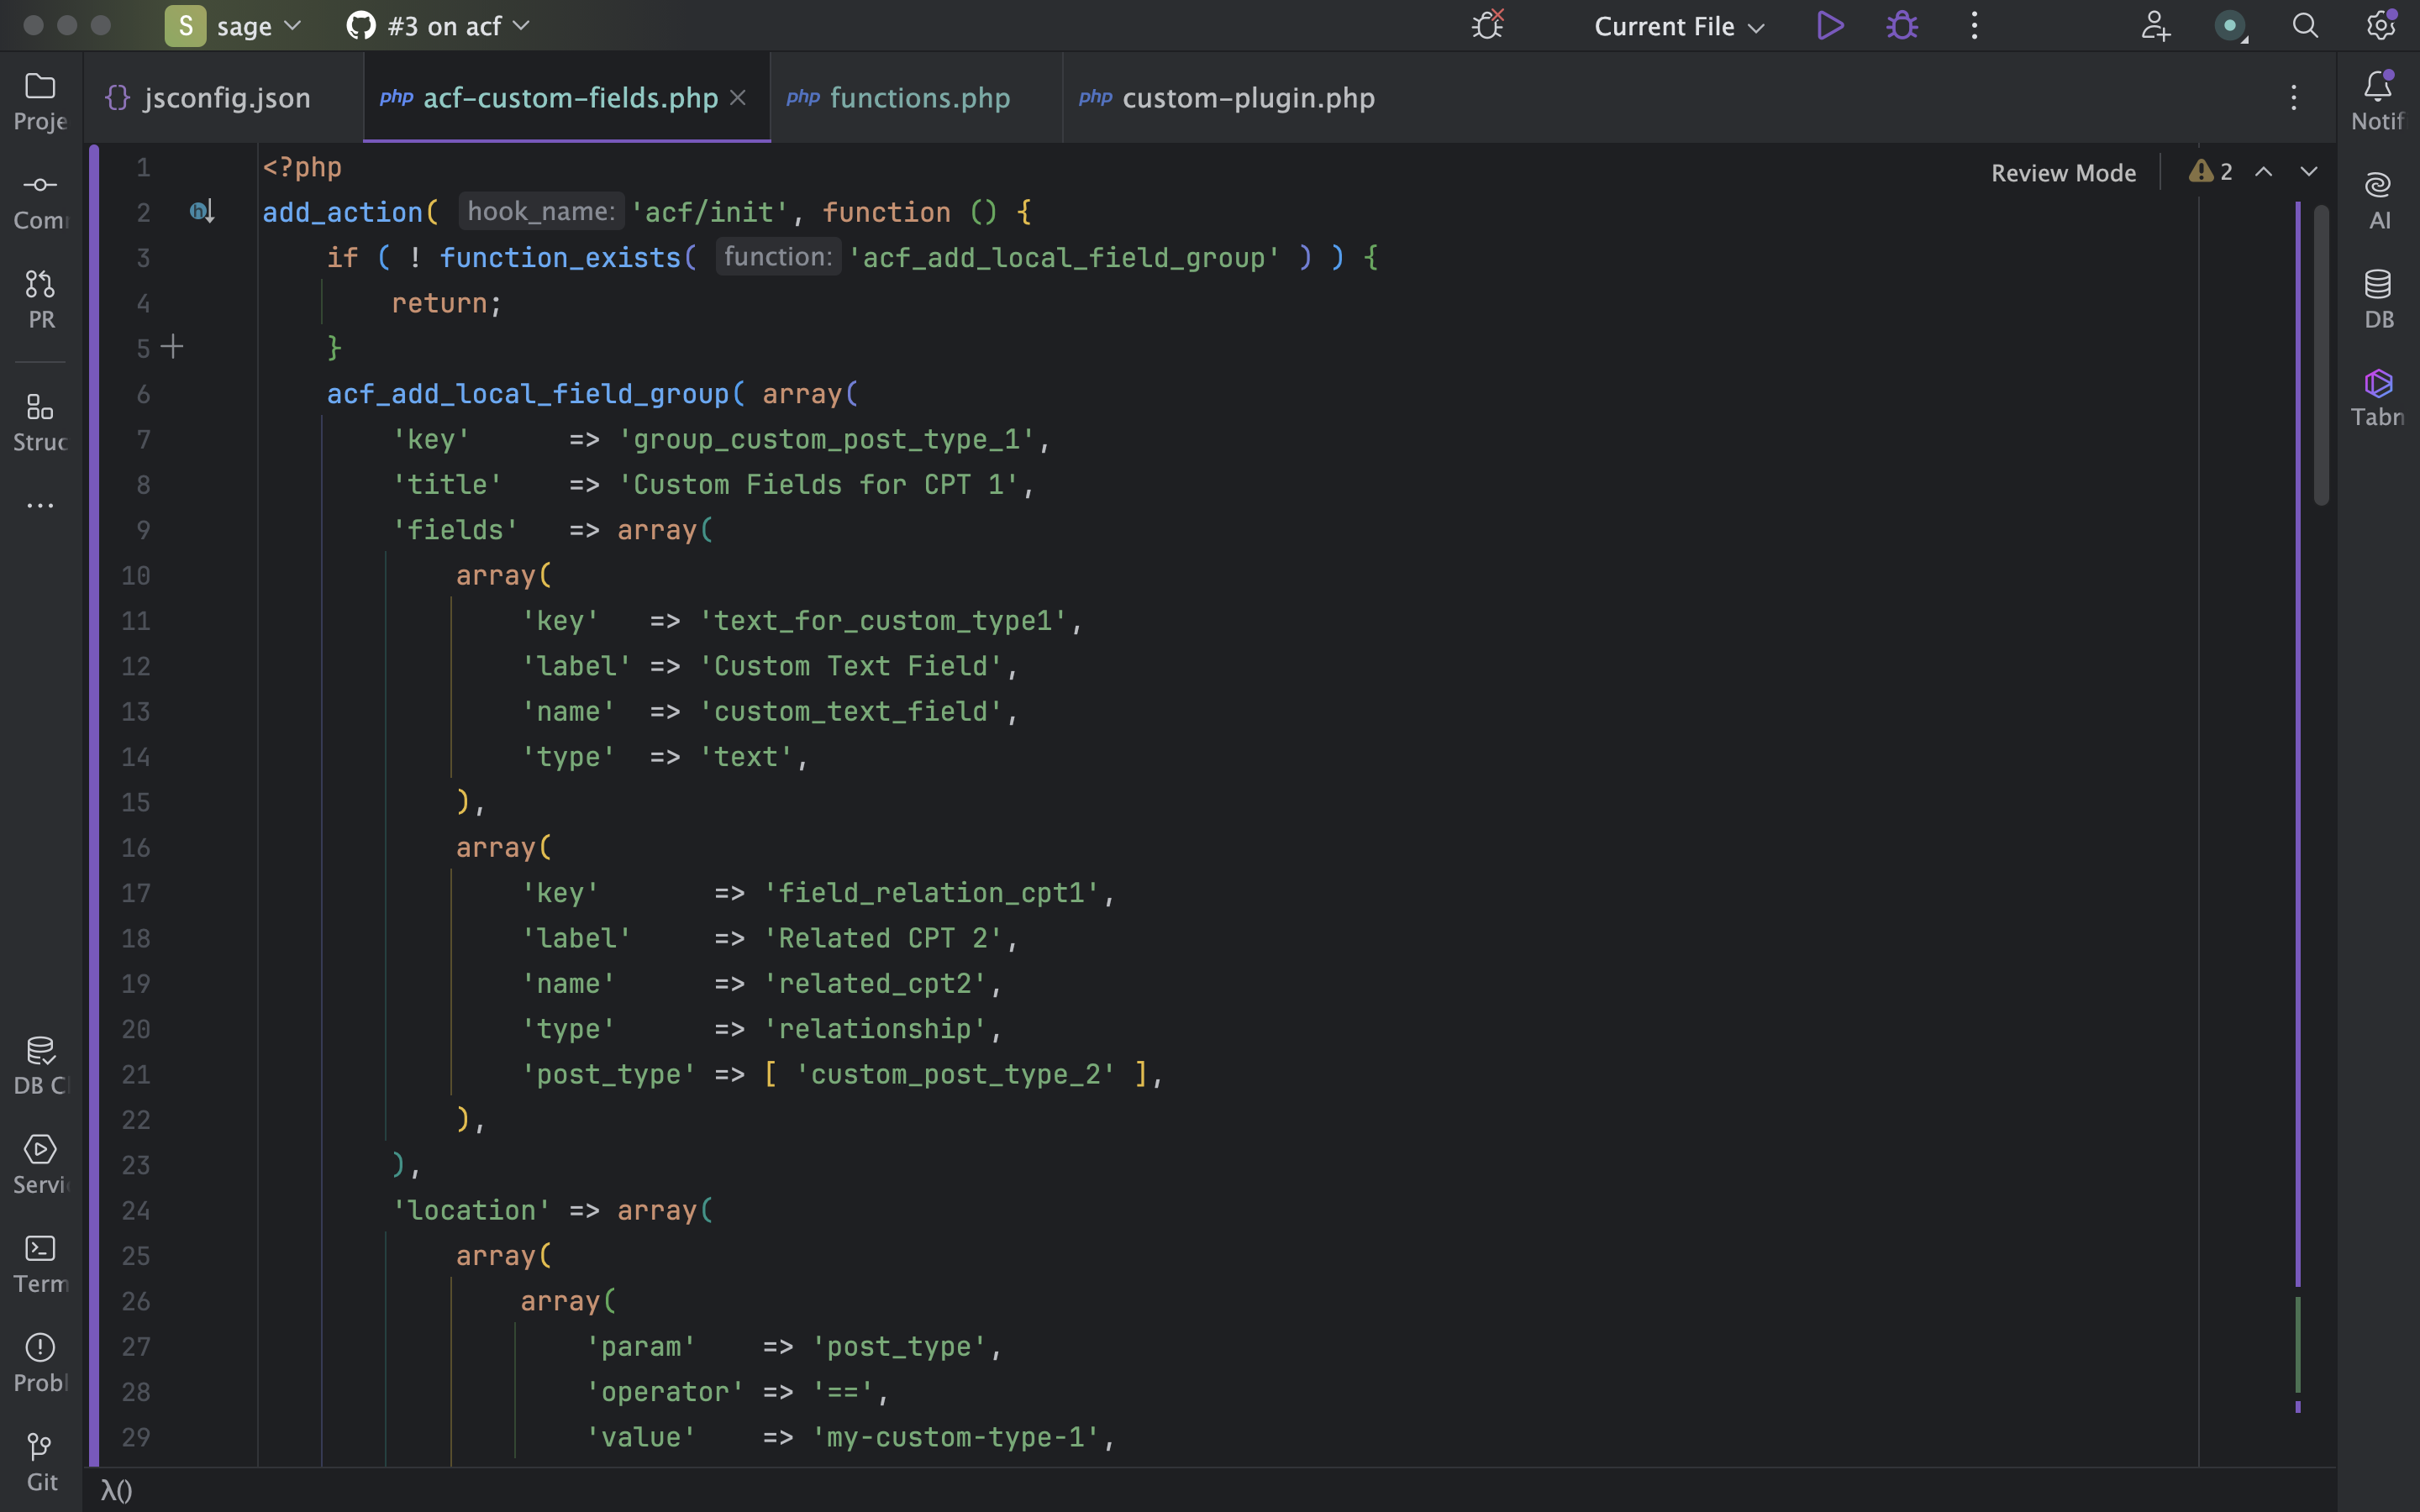 S sage #3 on acf Current File
{} jsconfig.json php acf-custom-fields.php php functions.php php custom-plugin.php
Proje
Comm
PR
Struc
DB C
Servi
Term
Probl
Git
Notif
AI
DB
Tabn
Review Mode 2
1 <?php
2 add_action( hook_name: 'acf/init', function () {
3 if ( ! function_exists( function: 'acf_add_local_field_group' ) ) {
4 return;
5 }
6 acf_add_local_field_group( array(
7 'key' => 'group_custom_post_type_1',
8 'title' => 'Custom Fields for CPT 1',
9 'fields' => array(
10 array(
11 'key' => 'text_for_custom_type1',
12 'label' => 'Custom Text Field',
13 'name' => 'custom_text_field',
14 'type' => 'text',
15 ),
16 array(
17 'key' => 'field_relation_cpt1',
18 'label' => 'Related CPT 2',
19 'name' => 'related_cpt2',
20 'type' => 'relationship',
21 'post_type' => [ 'custom_post_type_2' ],
22 ),
23 ),
24 'location' => array(
25 array(
26 array(
27 'param' => 'post_type',
28 'operator' => '==',
29 'value' => 'my-custom-type-1',
λ()